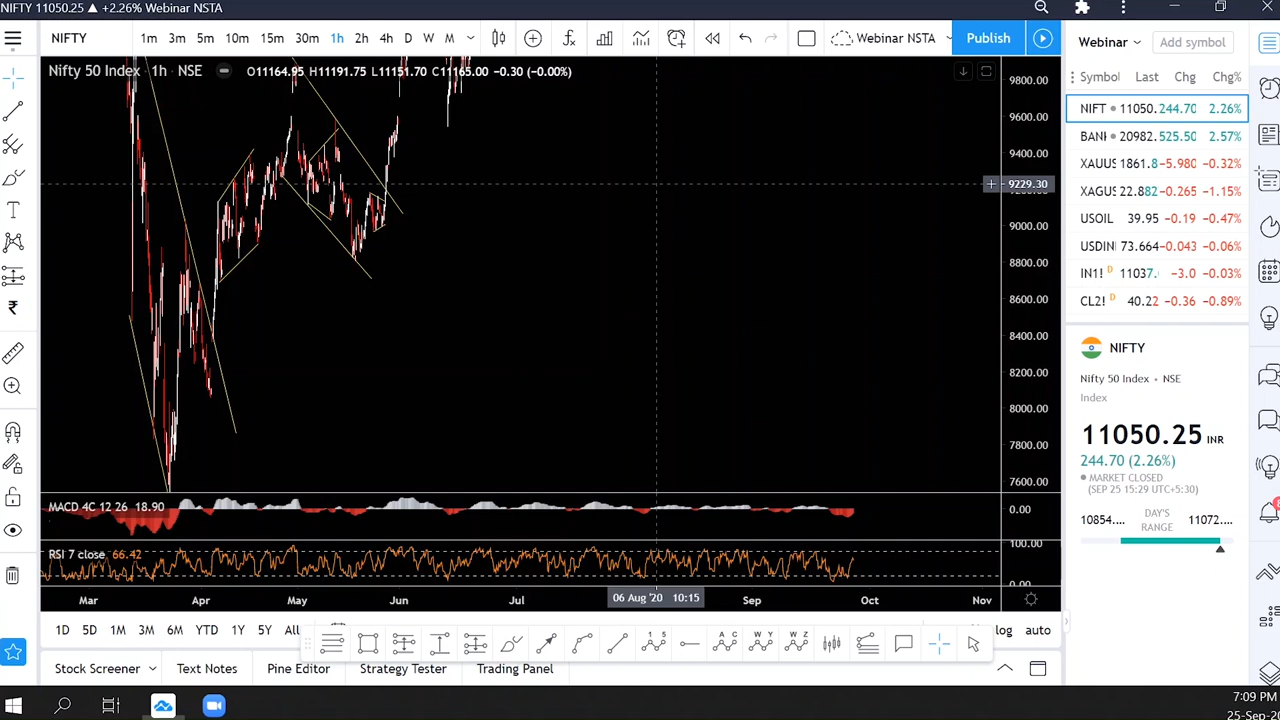 NIFTY 11050.25 ▲ +2.26% Webinar NSTA
NIFTY 1m 3m 5m 10m 15m 30m 1h 2h 4h D W M Webinar NSTA Publish
Nifty 50 Index · 1h · NSE O11164.95 H11191.75 L11151.70 C11165.00 −0.30 (−0.00%)
9800.00
9600.00
9400.00
9229.30
9000.00
8800.00
8600.00
8400.00
8200.00
8000.00
7800.00
7600.00
MACD 4C 12 26 18.90
0.00
RSI 7 close 66.42
100.00
0.00
Mar Apr May Jun Jul 06 Aug '20 10:15 Sep Oct Nov
1D 5D 1M 3M 6M YTD 1Y 5Y All log auto
Stock Screener Text Notes Pine Editor Strategy Tester Trading Panel
Webinar Add symbol
Symbol Last Chg Chg%
NIFT 11050. 244.70 2.26%
BANI 20982. 525.50 2.57%
XAUUS 1861.8 −5.980 −0.32%
XAGUS 22.882 −0.265 −1.15%
USOIL 39.95 −0.19 −0.47%
USDIN 73.664 −0.043 −0.06%
IN1! D 11037. −3.0 −0.03%
CL2! D 40.22 −0.36 −0.89%
NIFTY
Nifty 50 Index • NSE
Index
11050.25 INR
244.70 (2.26%)
MARKET CLOSED
(SEP 25 15:29 UTC+5:30)
10854.... DAY'S RANGE 11072....
7:09 PM
25-Sep-20